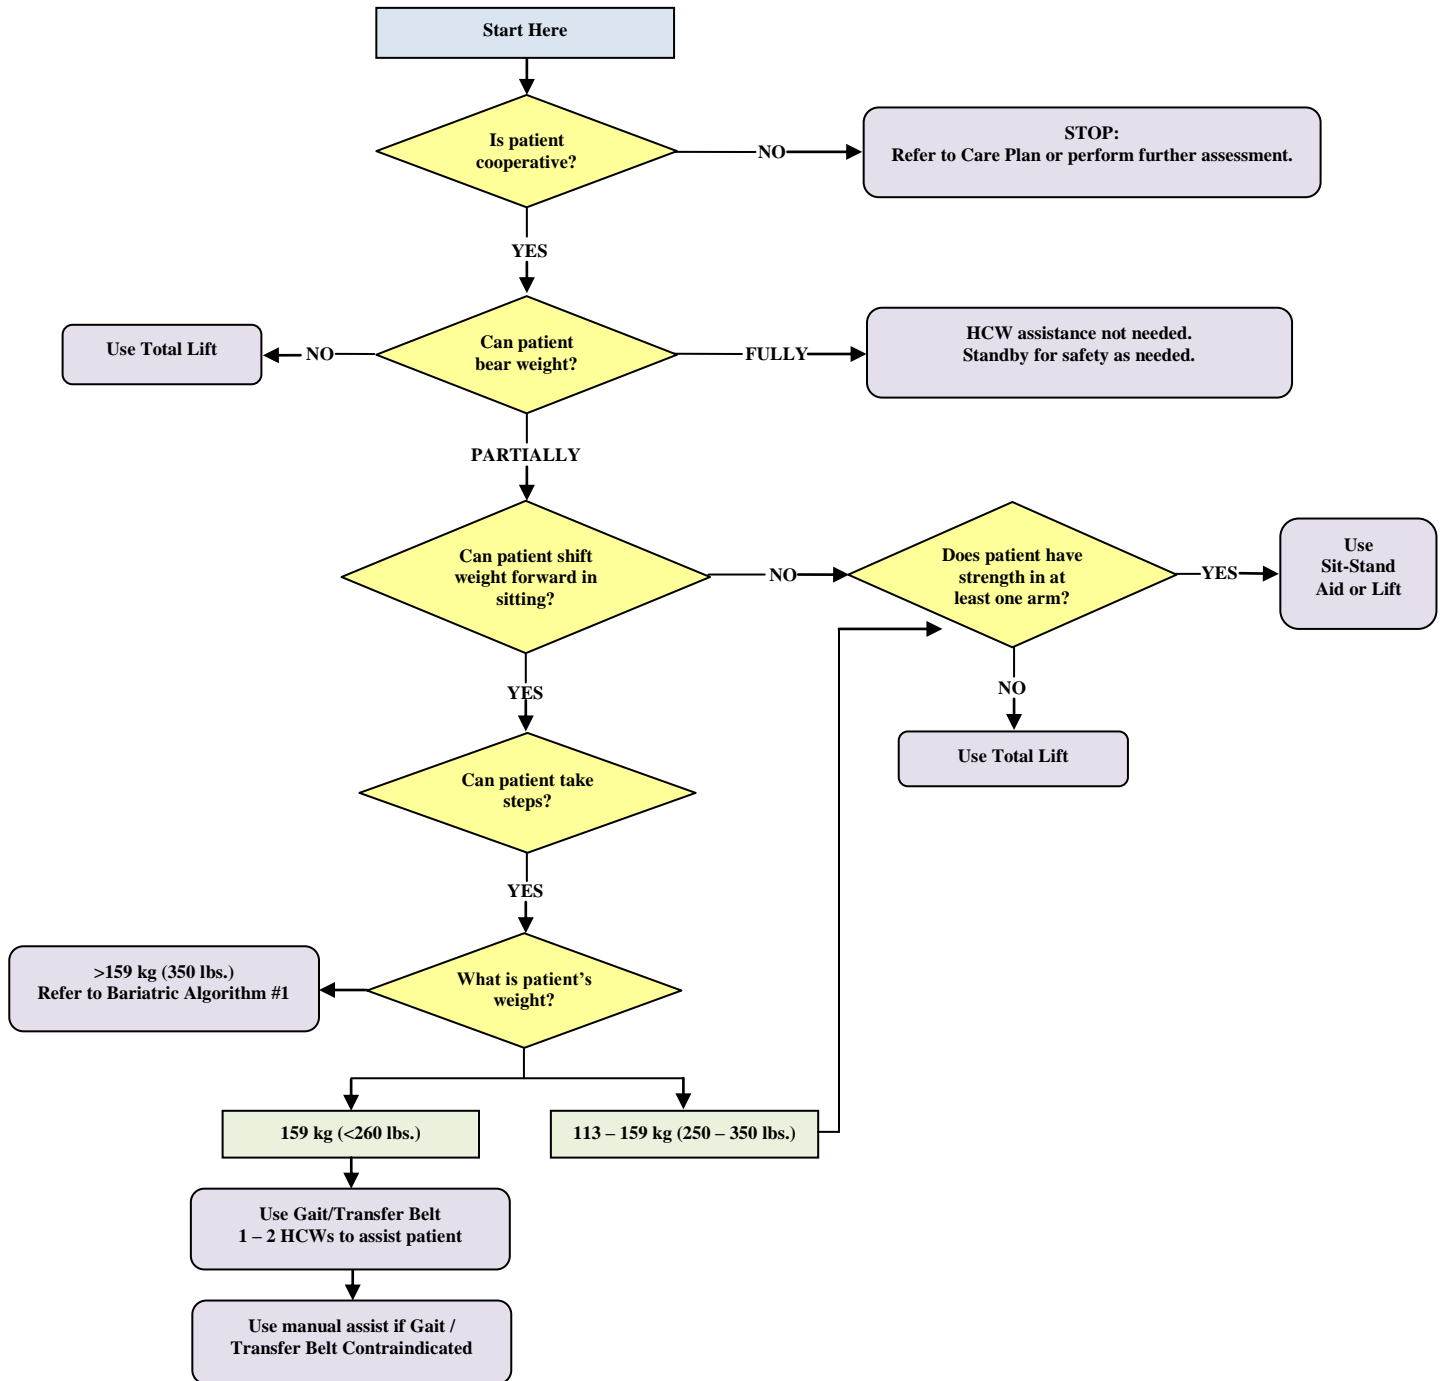 Start Here
Is patient
cooperative?
NO
STOP:
Refer to Care Plan or perform further assessment.
YES
Use Total Lift
NO
Can patient
bear weight?
FULLY
HCW assistance not needed.
Standby for safety as needed.
PARTIALLY
Can patient shift
weight forward in
sitting?
NO
Does patient have
strength in at
least one arm?
YES
Use
Sit-Stand
Aid or Lift
NO
Use Total Lift
YES
Can patient take
steps?
YES
>159 kg (350 lbs.)
Refer to Bariatric Algorithm #1
What is patient's
weight?
159 kg (<260 lbs.)
113 – 159 kg (250 – 350 lbs.)
Use Gait/Transfer Belt
1 – 2 HCWs to assist patient
Use manual assist if Gait /
Transfer Belt Contraindicated